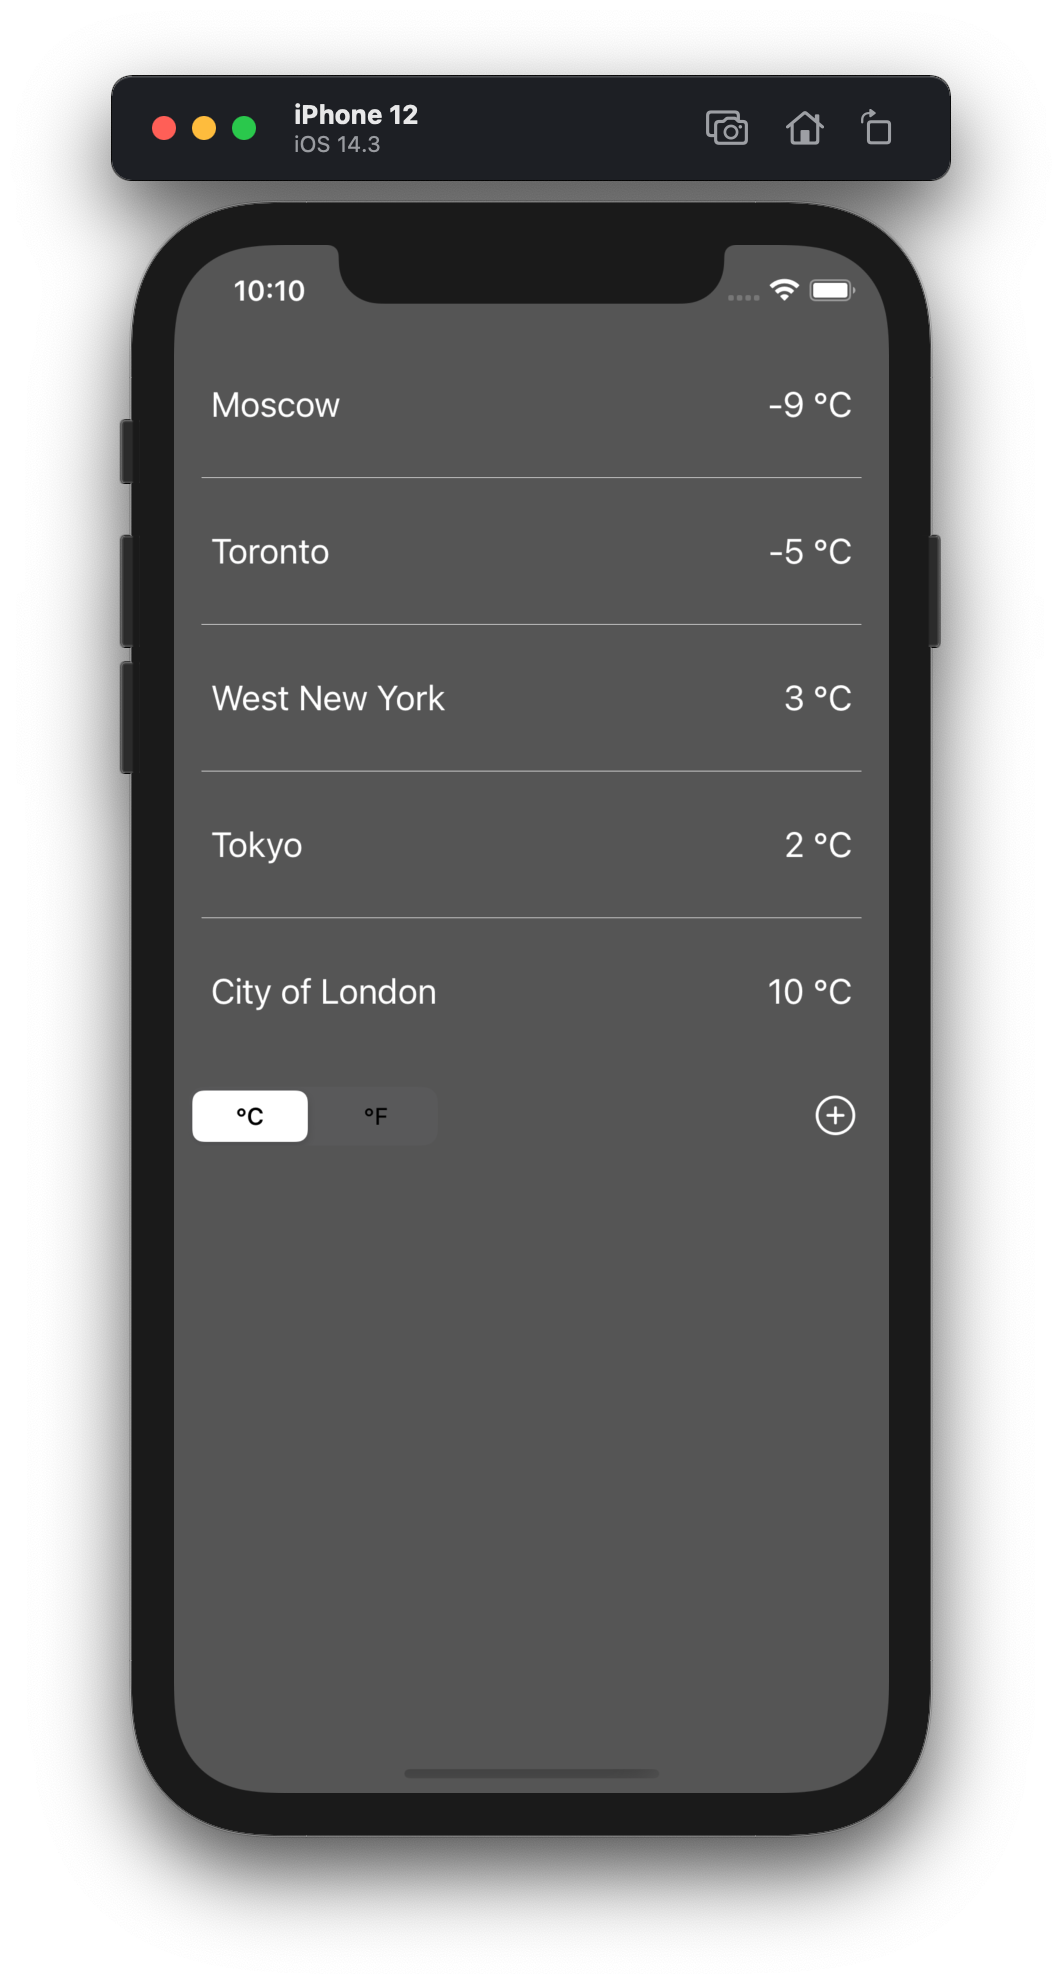 iPhone 12
iOS 14.3
10:10
Moscow -9 °C
Toronto -5 °C
West New York 3 °C
Tokyo 2 °C
City of London 10 °C
°C °F